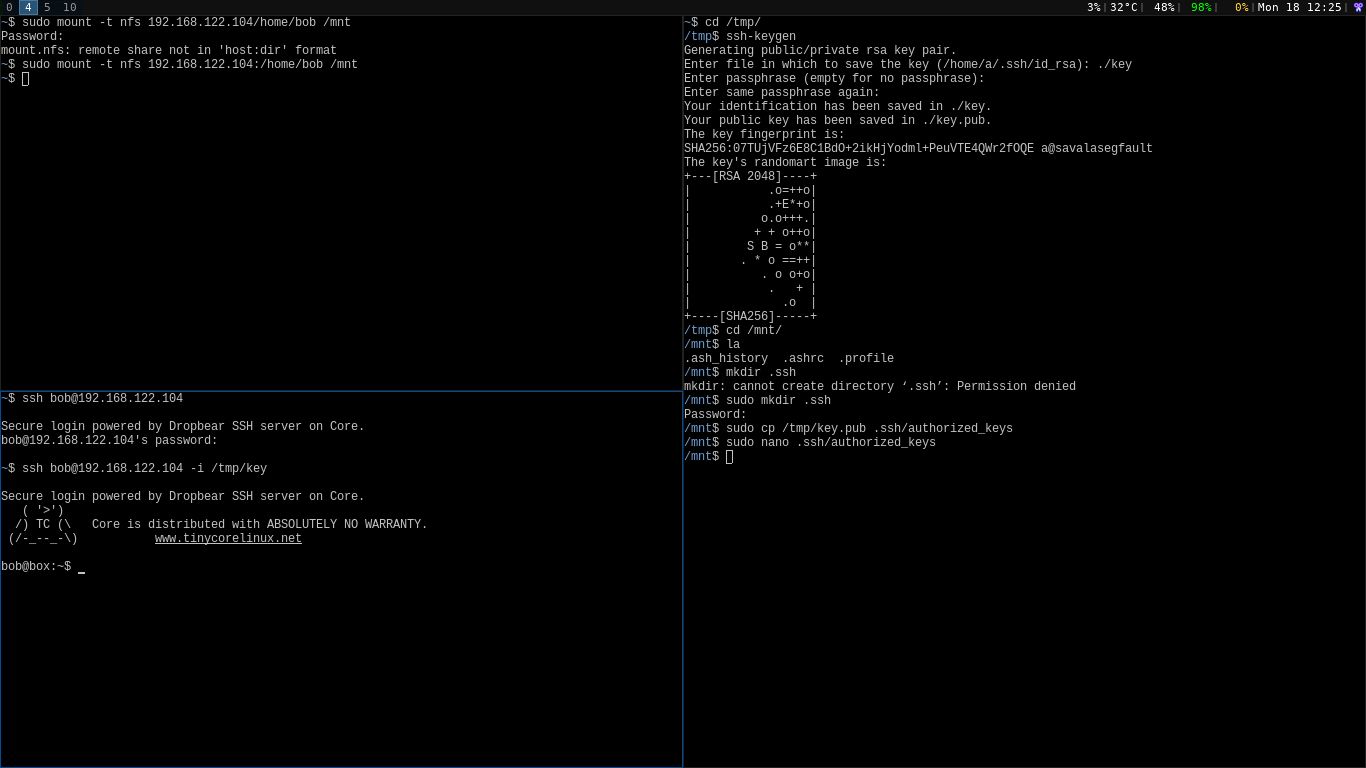 0 4 5 10 3%| 32°C| 48%| 98%| 0%| Mon 18 12:25|
~$ sudo mount -t nfs 192.168.122.104/home/bob /mnt
Password:
mount.nfs: remote share not in 'host:dir' format
~$ sudo mount -t nfs 192.168.122.104:/home/bob /mnt
~$
~$ ssh bob@192.168.122.104
Secure login powered by Dropbear SSH server on Core.
bob@192.168.122.104's password:
~$ ssh bob@192.168.122.104 -i /tmp/key
Secure login powered by Dropbear SSH server on Core.
   ( '>')
  /) TC (\   Core is distributed with ABSOLUTELY NO WARRANTY.
 (/-_--_-\)           www.tinycorelinux.net
bob@box:~$ _
~$ cd /tmp/
/tmp$ ssh-keygen
Generating public/private rsa key pair.
Enter file in which to save the key (/home/a/.ssh/id_rsa): ./key
Enter passphrase (empty for no passphrase):
Enter same passphrase again:
Your identification has been saved in ./key.
Your public key has been saved in ./key.pub.
The key fingerprint is:
SHA256:07TUjVFz6E8C1BdO+2ikHjYodml+PeuVTE4QWr2fOQE a@savalasegfault
The key's randomart image is:
+---[RSA 2048]----+
|           .o=++o|
|           .+E*+o|
|          o.o+++.|
|         + + o++o|
|        S B = o**|
|       . * o ==++|
|          . o o+o|
|           .   + |
|             .o  |
+----[SHA256]-----+
/tmp$ cd /mnt/
/mnt$ la
.ash_history  .ashrc  .profile
/mnt$ mkdir .ssh
mkdir: cannot create directory ‘.ssh’: Permission denied
/mnt$ sudo mkdir .ssh
Password:
/mnt$ sudo cp /tmp/key.pub .ssh/authorized_keys
/mnt$ sudo nano .ssh/authorized_keys
/mnt$